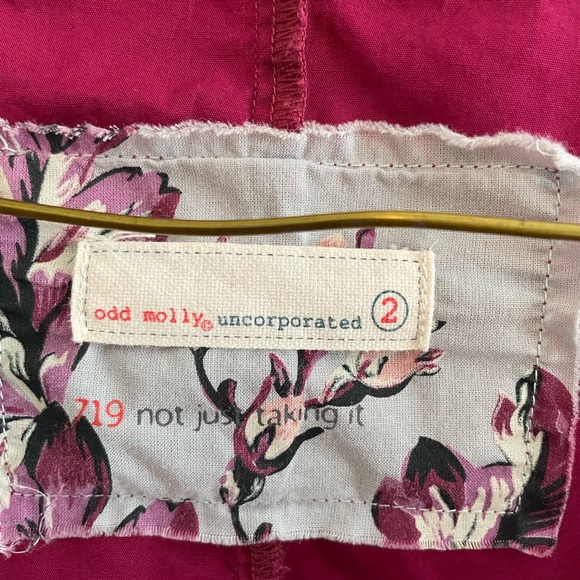 odd molly© uncorporated 2
719 not just taking it